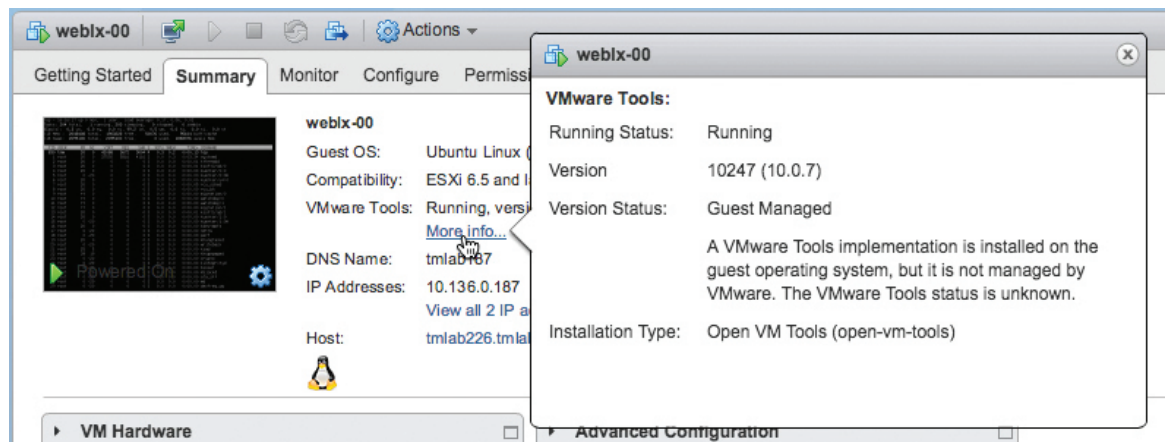 weblx-00
Actions
Getting Started Summary Monitor Configure Permissi
weblx-00
Guest OS: Ubuntu Linux (
Compatibility: ESXi 6.5 and l
VMware Tools: Running, versi
More info...
DNS Name: tmlab187
IP Addresses: 10.136.0.187
View all 2 IP a
Host: tmlab226.tmlal
Powered On
VM Hardware
Advanced Configuration
weblx-00
VMware Tools:
Running Status: Running
Version 10247 (10.0.7)
Version Status: Guest Managed
A VMware Tools implementation is installed on the
guest operating system, but it is not managed by
VMware. The VMware Tools status is unknown.
Installation Type: Open VM Tools (open-vm-tools)